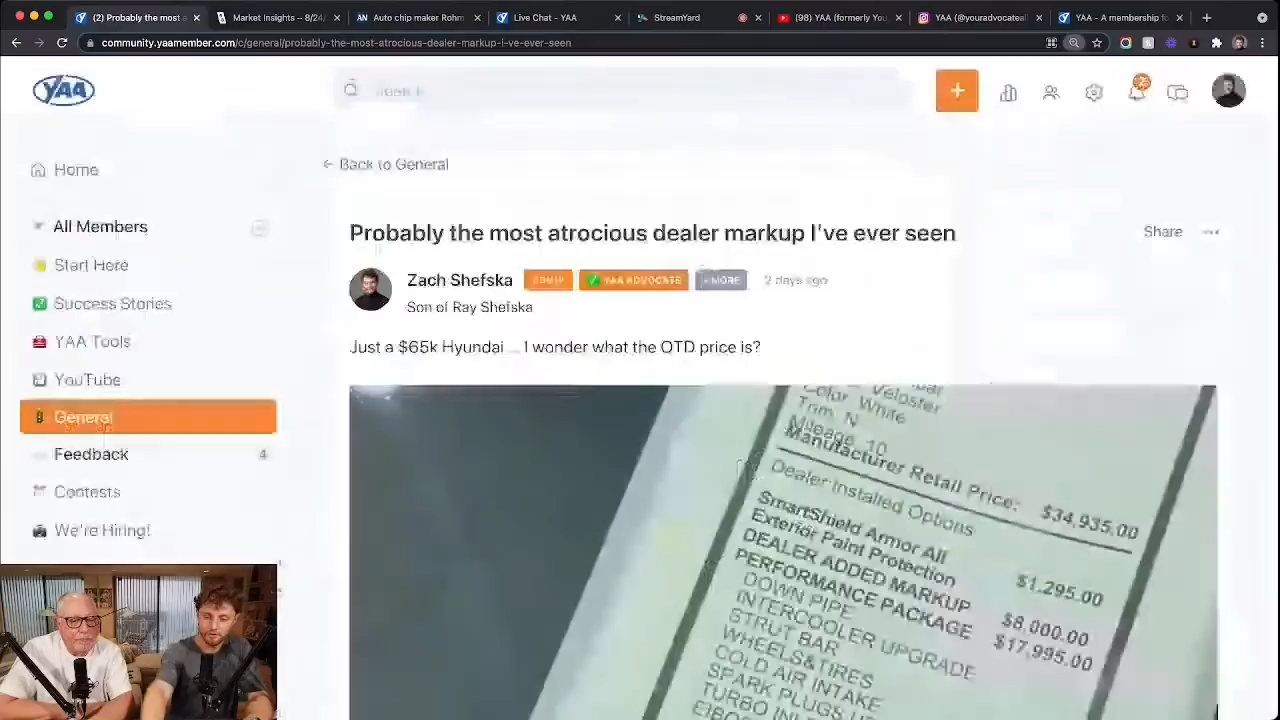 (2) Probably the most a
Market Insights – 8/24/
Auto chip maker Rohm
Live Chat - YAA
StreamYard
(98) YAA (formerly You
YAA (@youradvocateal
YAA - A membership fo
community.yaamember.com/c/general/probably-the-most-atrocious-dealer-markup-i-ve-ever-seen
YAA
Home
All Members
Start Here
Success Stories
YAA Tools
YouTube
General
Feedback 4
Contests
We're Hiring!
← Back to General
Probably the most atrocious dealer markup I've ever seen
Share
Zach Shefska
YAA ADVOCATE
+ MORE
2 days ago
Son of Ray Shefska
Just a $65k Hyundai ... I wonder what the OTD price is?
Veloster
Color White
Trim N
Mileage 10
Manufacturer Retail Price: $34,935.00
Dealer Installed Options
SmartShield Armor All
Exterior Paint Protection $1,295.00
DEALER ADDED MARKUP $8,000.00
PERFORMANCE PACKAGE $17,995.00
DOWN PIPE
INTERCOOLER UPGRADE
STRUT BAR
WHEELS&TIRES
COLD AIR INTAKE
SPARK PLUGS
TURBO